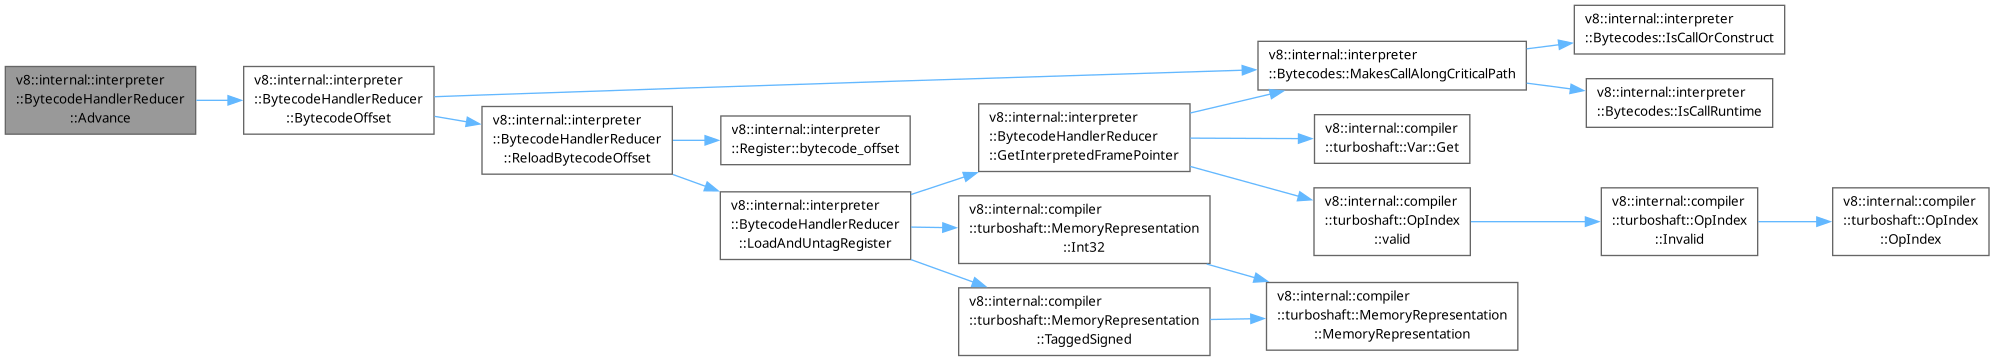 v8::internal::interpreter
::BytecodeHandlerReducer
::Advance
v8::internal::interpreter
::BytecodeHandlerReducer
::BytecodeOffset
v8::internal::interpreter
::BytecodeHandlerReducer
::ReloadBytecodeOffset
v8::internal::interpreter
::Register::bytecode_offset
v8::internal::interpreter
::BytecodeHandlerReducer
::LoadAndUntagRegister
v8::internal::interpreter
::BytecodeHandlerReducer
::GetInterpretedFramePointer
v8::internal::compiler
::turboshaft::MemoryRepresentation
::Int32
v8::internal::compiler
::turboshaft::MemoryRepresentation
::TaggedSigned
v8::internal::interpreter
::Bytecodes::MakesCallAlongCriticalPath
v8::internal::compiler
::turboshaft::Var::Get
v8::internal::compiler
::turboshaft::OpIndex
::valid
v8::internal::compiler
::turboshaft::MemoryRepresentation
::MemoryRepresentation
v8::internal::interpreter
::Bytecodes::IsCallOrConstruct
v8::internal::interpreter
::Bytecodes::IsCallRuntime
v8::internal::compiler
::turboshaft::OpIndex
::Invalid
v8::internal::compiler
::turboshaft::OpIndex
::OpIndex